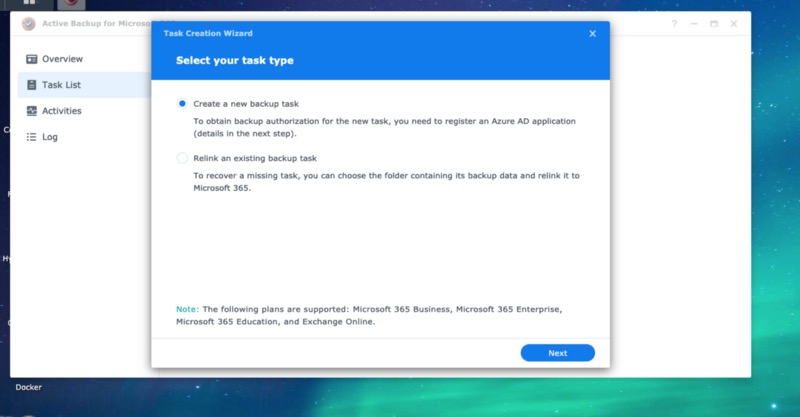 Active Backup for Microsoft 365
Task Creation Wizard
Select your task type
Overview
Task List
Activities
Log
Create a new backup task
To obtain backup authorization for the new task, you need to register an Azure AD application
(details in the next step).
Relink an existing backup task
To recover a missing task, you can choose the folder containing its backup data and relink it to
Microsoft 365.
Note: The following plans are supported: Microsoft 365 Business, Microsoft 365 Enterprise,
Microsoft 365 Education, and Exchange Online.
Next
Docker